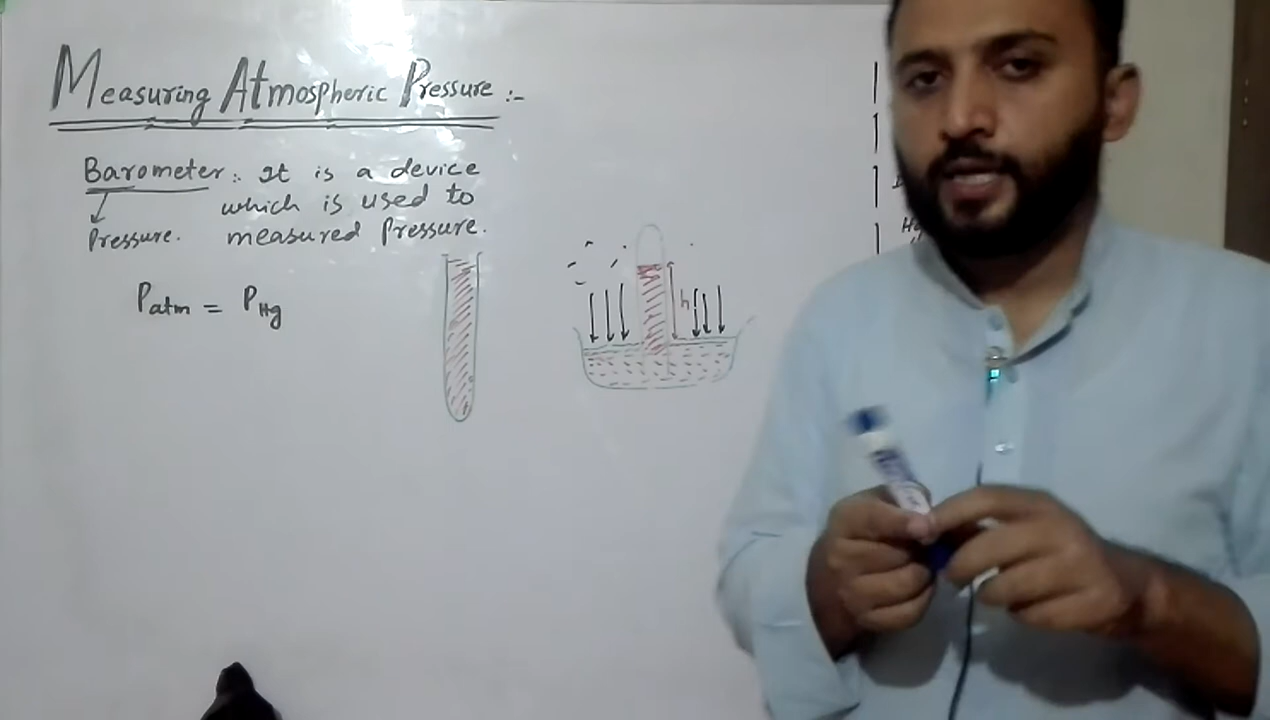 Measuring Atmospheric Pressure :-
Barometer :. It is a device
which is used to
Pressure. measured Pressure.
Patm = PHg
h